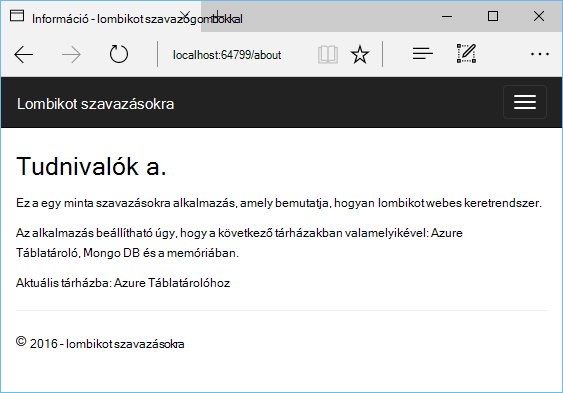 Információ - lombikot szavazógombokkal
localhost:64799/about
Lombikot szavazásokra
Tudnivalók a.
Ez a egy minta szavazásokra alkalmazás, amely bemutatja, hogyan lombikot webes keretrendszer.
Az alkalmazás beállítható úgy, hogy a következő tárházakban valamelyikével: Azure
Táblatároló, Mongo DB és a memóriában.
Aktuális tárházba: Azure Táblatárolóhoz
© 2016 - lombikot szavazásokra